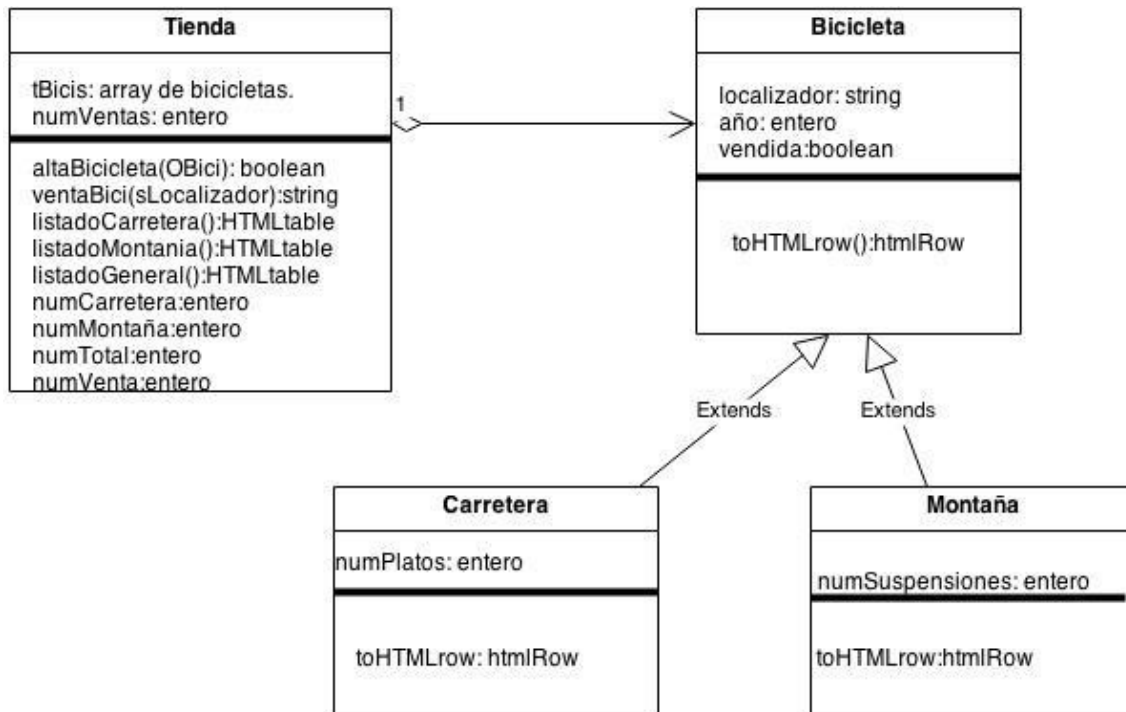 Tienda
tBicis: array de bicicletas.
numVentas: entero
altaBicicleta(OBici): boolean
ventaBici(sLocalizador):string
listadoCarretera():HTMLtable
listadoMontania():HTMLtable
listadoGeneral():HTMLtable
numCarretera:entero
numMontaña:entero
numTotal:entero
numVenta:entero
1
Bicicleta
localizador: string
año: entero
vendida:boolean
toHTMLrow():htmlRow
Extends
Extends
Carretera
numPlatos: entero
toHTMLrow: htmlRow
Montaña
numSuspensiones: entero
toHTMLrow:htmlRow